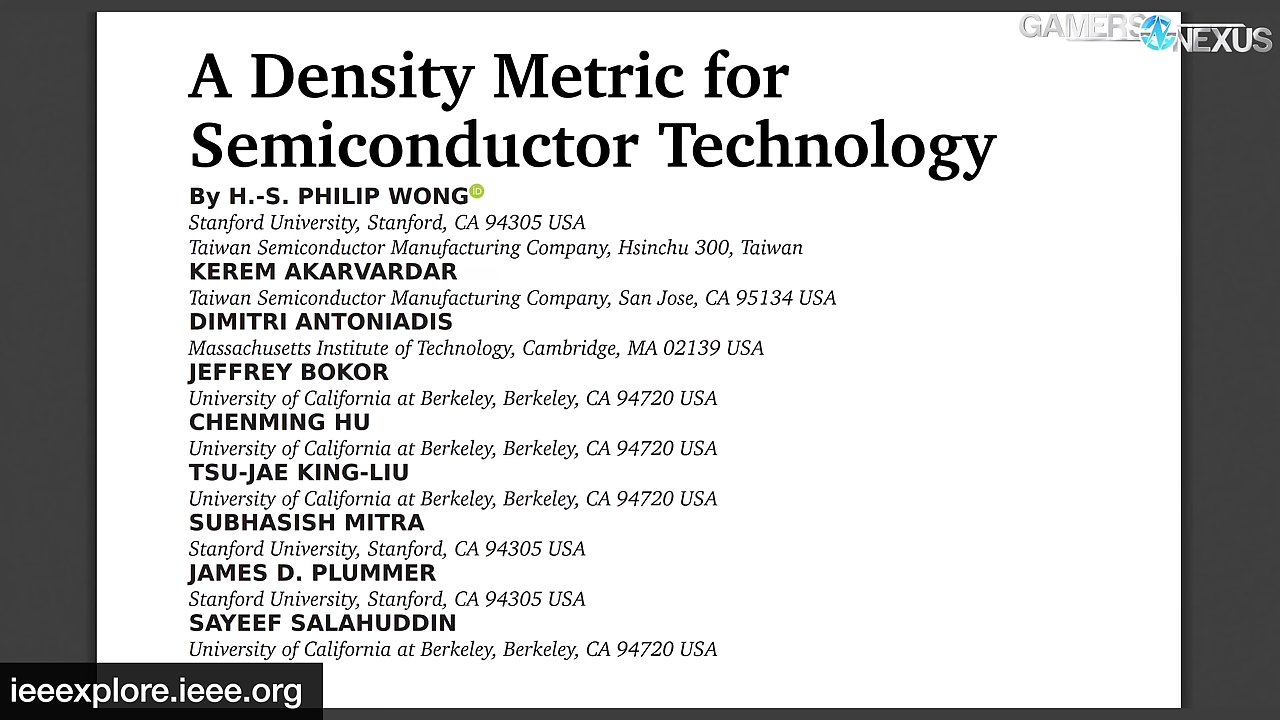 GAMERS NEXUS
A Density Metric for
Semiconductor Technology
By H.-S. PHILIP WONG iD
Stanford University, Stanford, CA 94305 USA
Taiwan Semiconductor Manufacturing Company, Hsinchu 300, Taiwan
KEREM AKARVARDAR
Taiwan Semiconductor Manufacturing Company, San Jose, CA 95134 USA
DIMITRI ANTONIADIS
Massachusetts Institute of Technology, Cambridge, MA 02139 USA
JEFFREY BOKOR
University of California at Berkeley, Berkeley, CA 94720 USA
CHENMING HU
University of California at Berkeley, Berkeley, CA 94720 USA
TSU-JAE KING-LIU
University of California at Berkeley, Berkeley, CA 94720 USA
SUBHASISH MITRA
Stanford University, Stanford, CA 94305 USA
JAMES D. PLUMMER
Stanford University, Stanford, CA 94305 USA
SAYEEF SALAHUDDIN
University of California at Berkeley, Berkeley, CA 94720 USA
ieeexplore.ieee.org